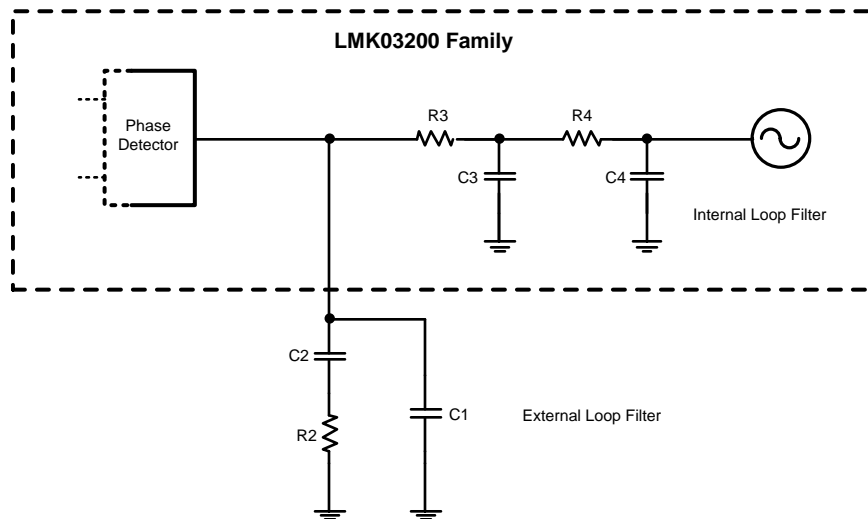 LMK03200 Family
Phase
Detector
R3
R4
C3
C4
Internal Loop Filter
C2
C1
R2
External Loop Filter